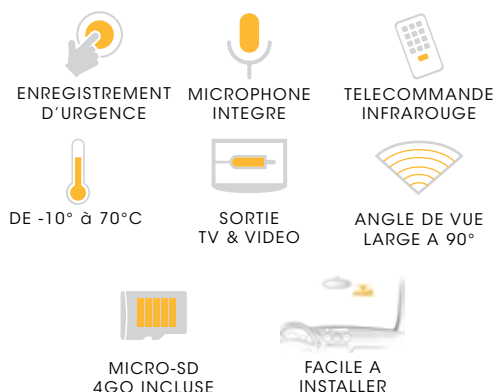 ENREGISTREMENT
D'URGENCE
MICROPHONE
INTEGRE
TELECOMMANDE
INFRAROUGE
DE -10° à 70°C
SORTIE
TV & VIDEO
ANGLE DE VUE
LARGE A 90°
MICRO-SD
4GO INCLUSE
FACILE A
INSTALLER